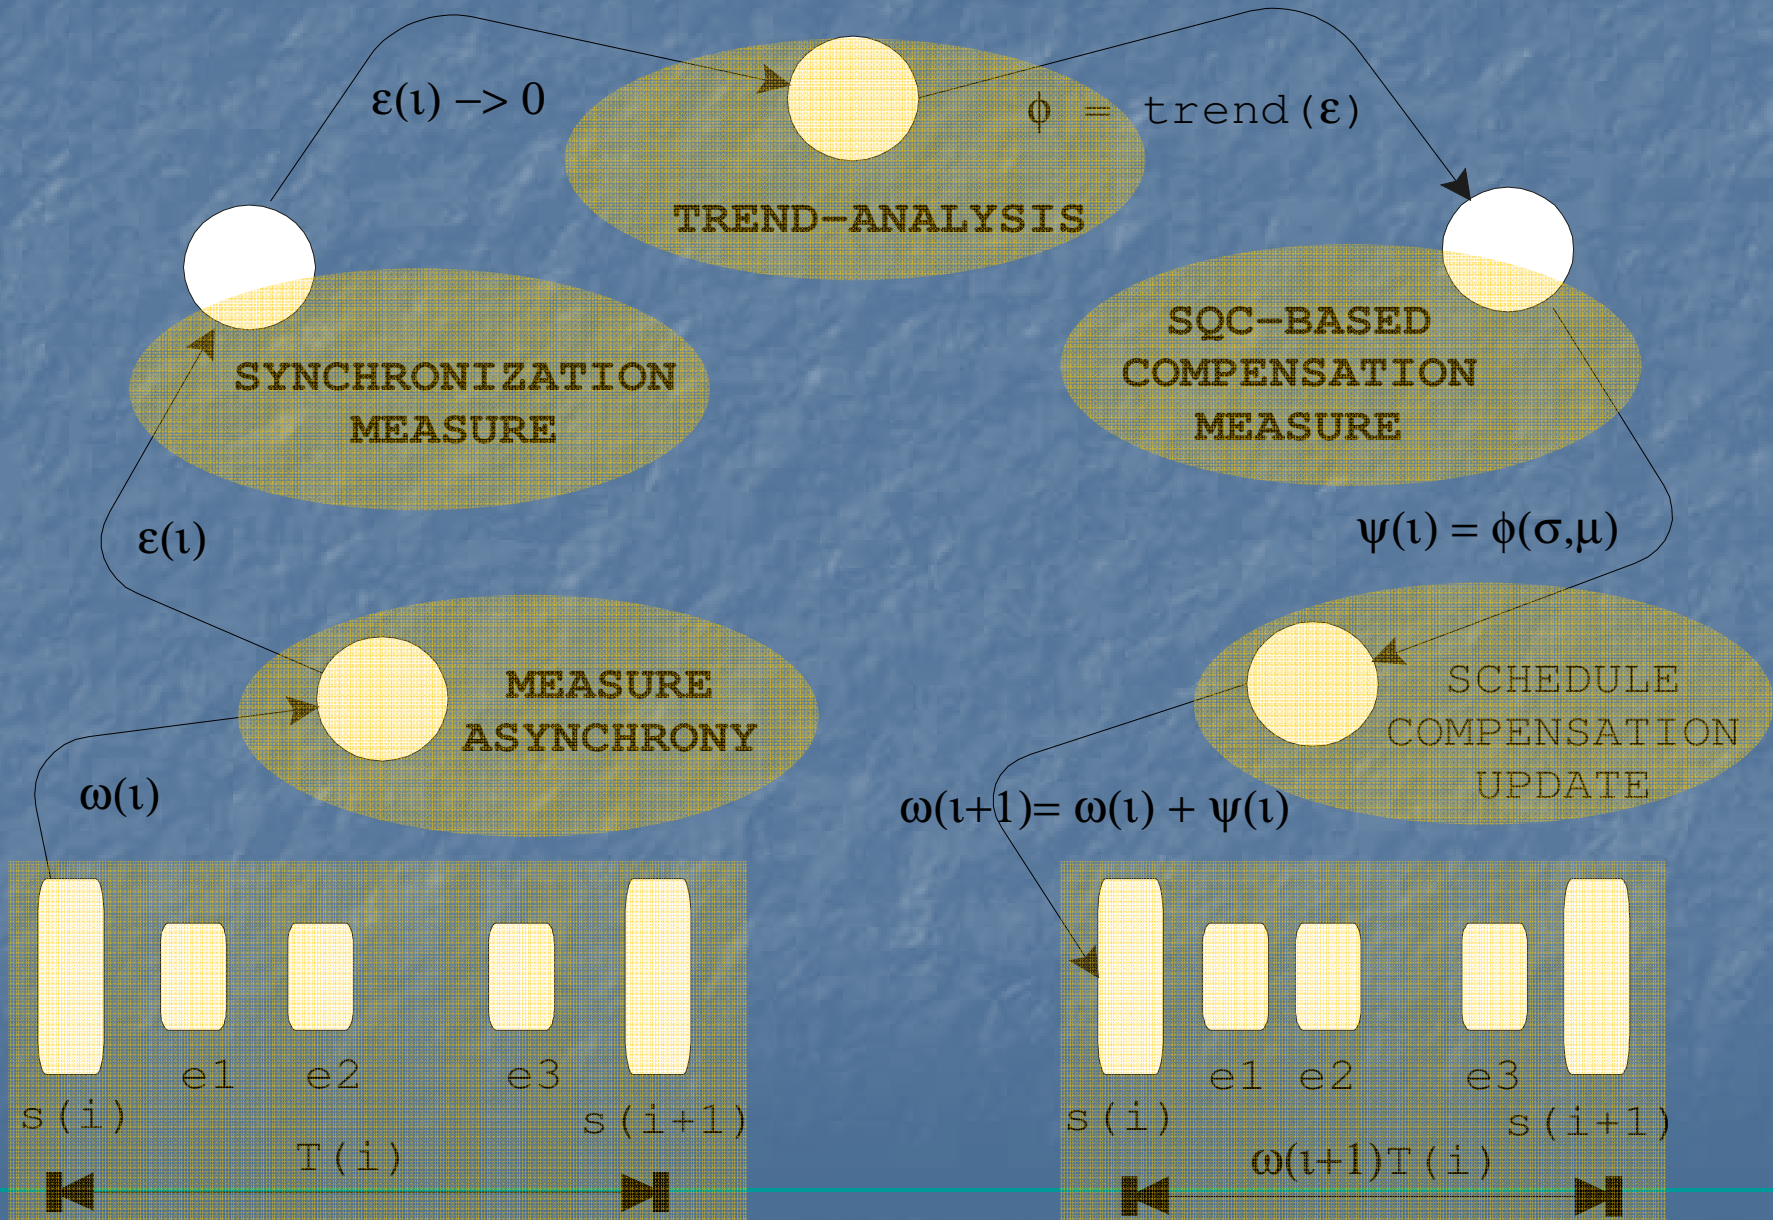 ε(ι) –> 0
ϕ = trend(ε)
TREND-ANALYSIS
SYNCHRONIZATION
MEASURE
SQC-BASED
COMPENSATION
MEASURE
ε(ι)
ψ(ι) = ϕ(σ,μ)
MEASURE
ASYNCHRONY
SCHEDULE
COMPENSATION
UPDATE
ω(ι)
ω(ι+1)= ω(ι) + ψ(ι)
e1 e2 e3
s(i) s(i+1)
T(i)
e1 e2 e3
s(i) s(i+1)
ω(ι+1)T(i)